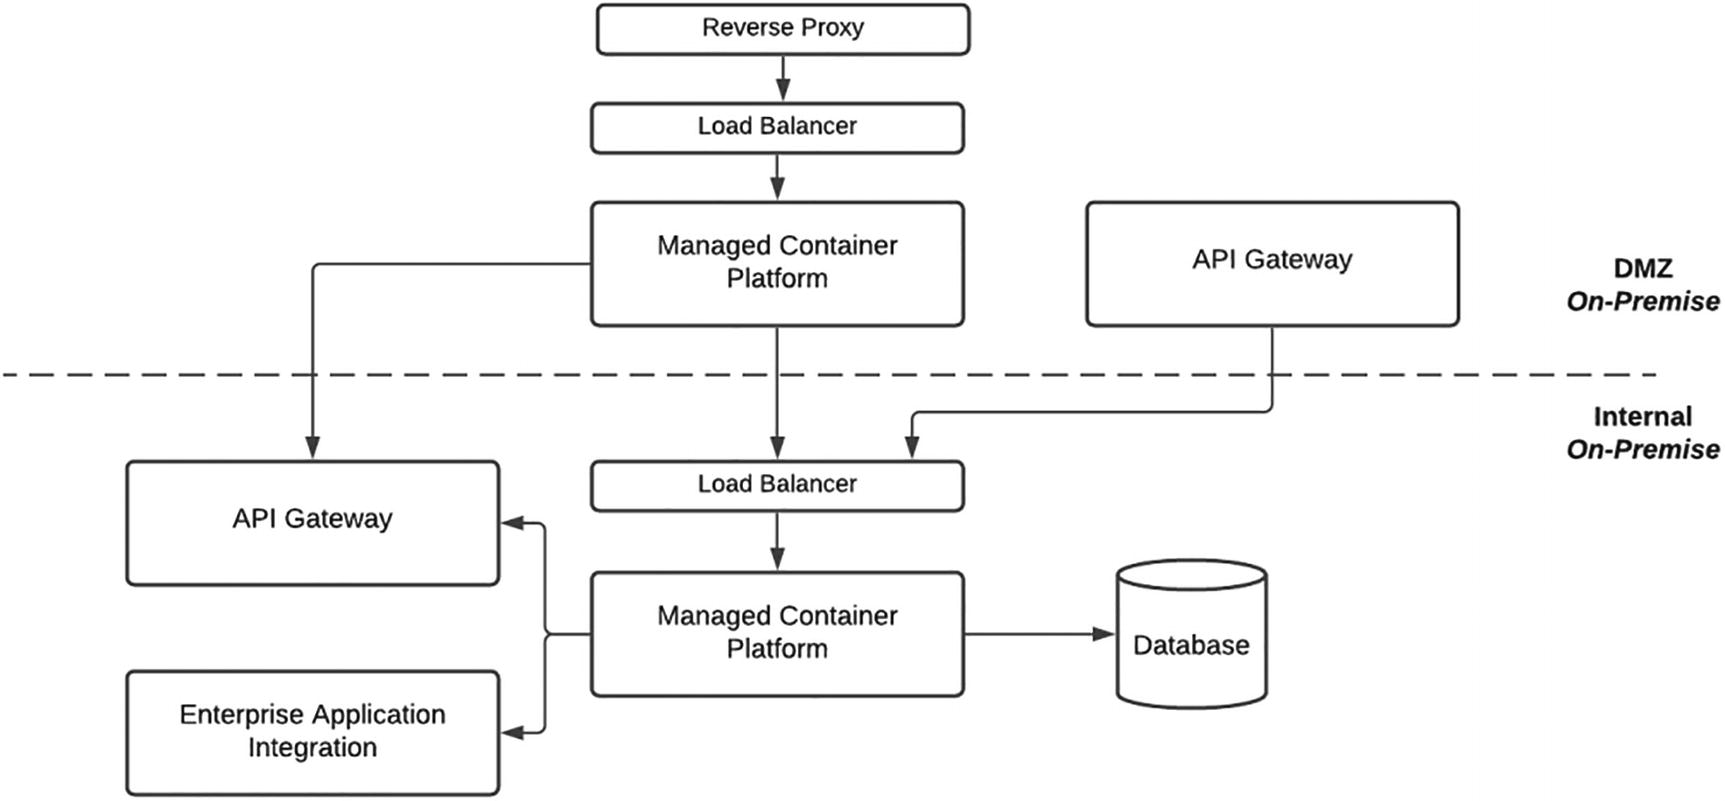 Reverse Proxy
Load Balancer
Managed Container
Platform
API Gateway
DMZ
On-Premise
Internal
On-Premise
API Gateway
Load Balancer
Managed Container
Platform
Database
Enterprise Application
Integration